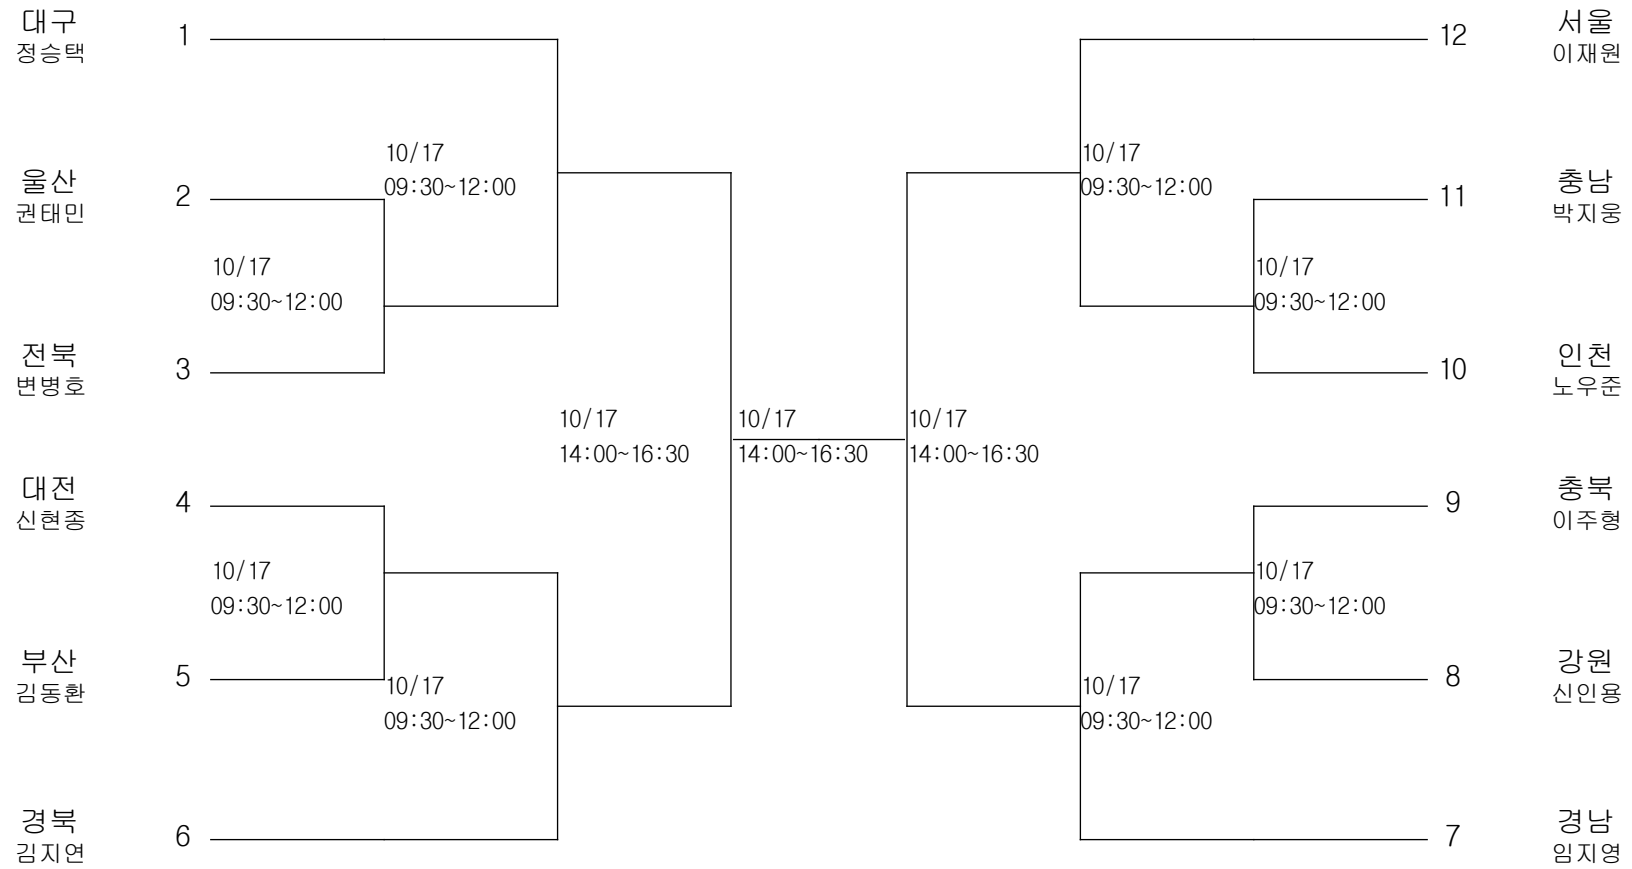 대구
정승택
1
12
서울
이재원
10/17
09:30~12:00
10/17
09:30~12:00
울산
권태민
2
11
충남
박지웅
10/17
09:30~12:00
10/17
09:30~12:00
전북
변병호
3
10
인천
노우준
10/17
14:00~16:30
10/17
14:00~16:30
10/17
14:00~16:30
대전
신현종
4
9
충북
이주형
10/17
09:30~12:00
10/17
09:30~12:00
부산
김동환
5
8
강원
신인용
10/17
09:30~12:00
10/17
09:30~12:00
경북
김지연
6
7
경남
임지영